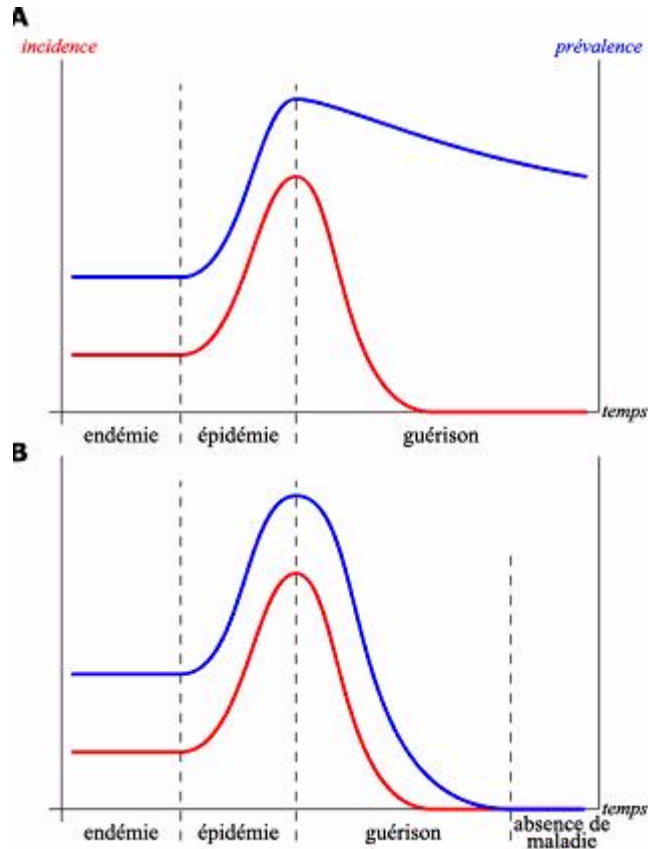 A
incidence prévalence
temps
endémie épidémie guérison
B
temps
endémie épidémie guérison absence de
maladie